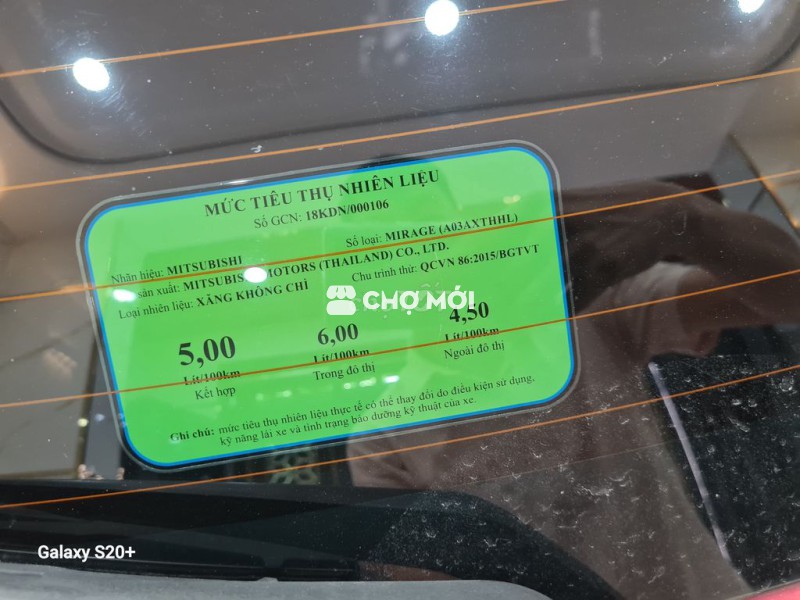 MỨC TIÊU THỤ NHIÊN LIỆU
Số GCN: 18KDN/000106
Nhãn hiệu: MITSUBISHI
Số loại: MIRAGE (A03AXTHHL)
sản xuất: MITSUBISHI MOTORS (THAILAND) CO., LTD.
Loại nhiên liệu: XĂNG KHÔNG CHÌ
Chu trình thử: QCVN 86:2015/BGTVT
CHỢ MỚI
5,00
Lít/100km
Kết hợp
6,00
Lít/100km
Trong đô thị
4,50
Lít/100km
Ngoài đô thị
Ghi chú: mức tiêu thụ nhiên liệu thực tế có thể thay đổi do điều kiện sử dụng,
kỹ năng lái xe và tình trạng bảo dưỡng kỹ thuật của xe.
Galaxy S20+